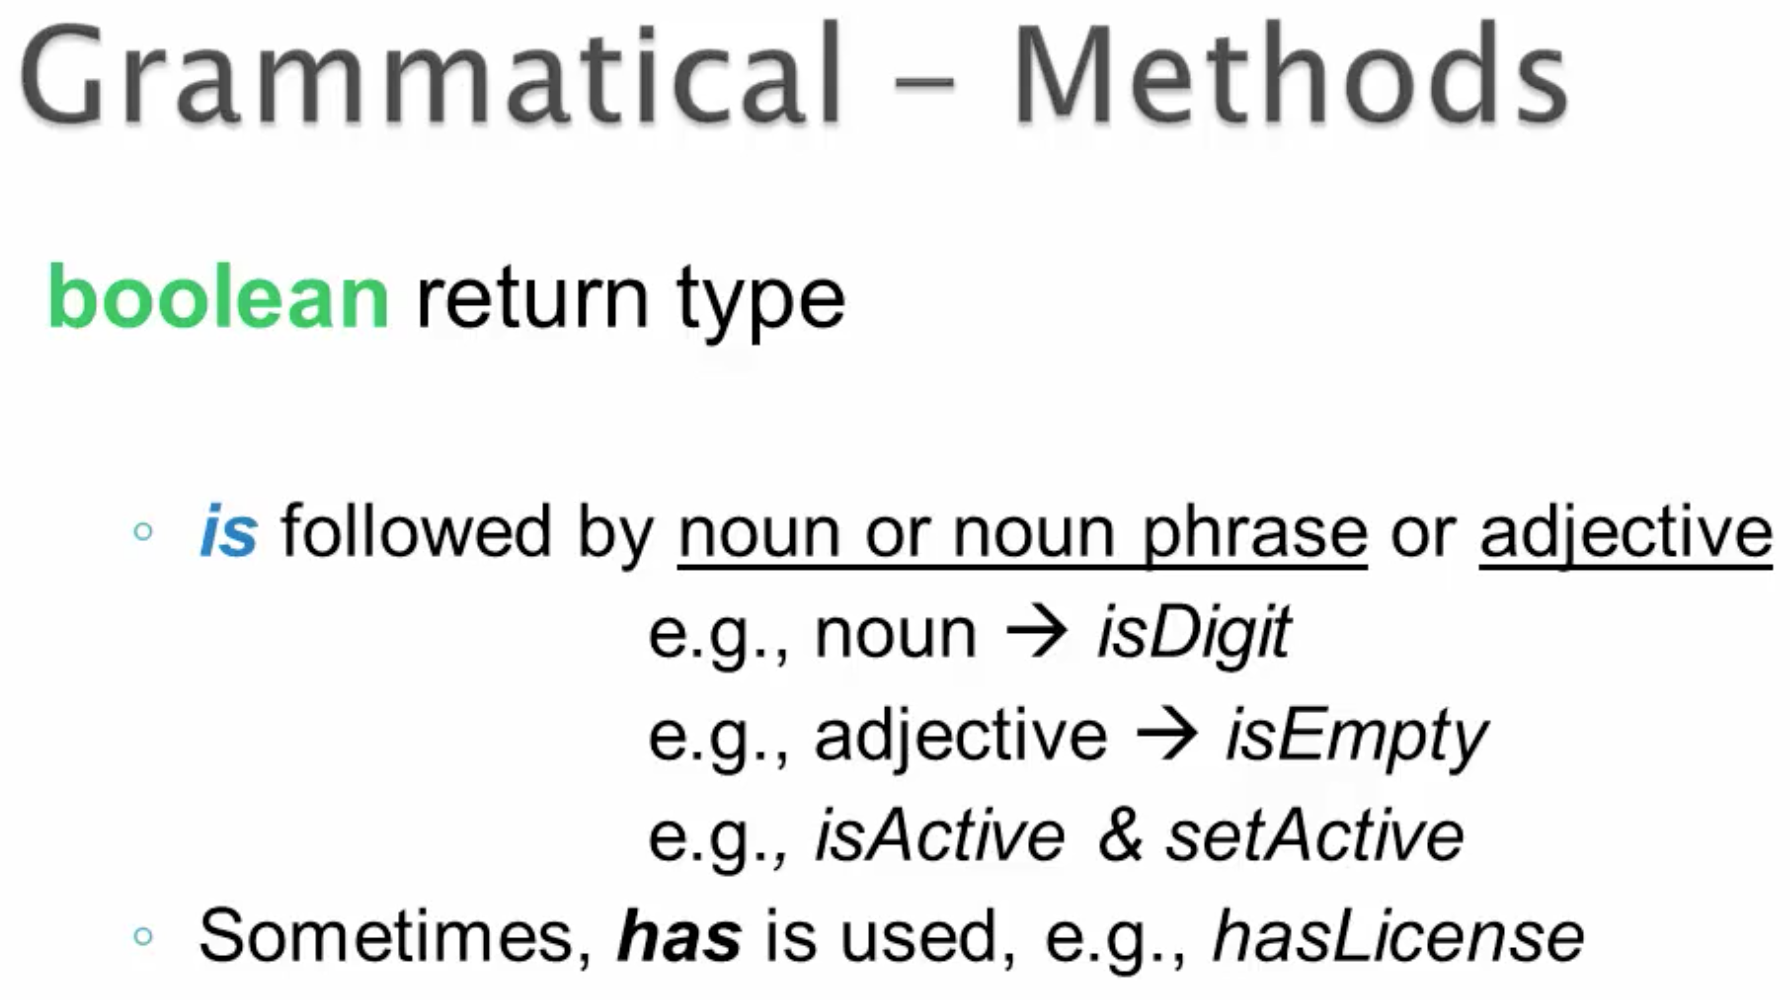 Grammatical – Methods
boolean return type
◦ is followed by noun or noun phrase or adjective
e.g., noun → isDigit
e.g., adjective → isEmpty
e.g., isActive & setActive
◦ Sometimes, has is used, e.g., hasLicense